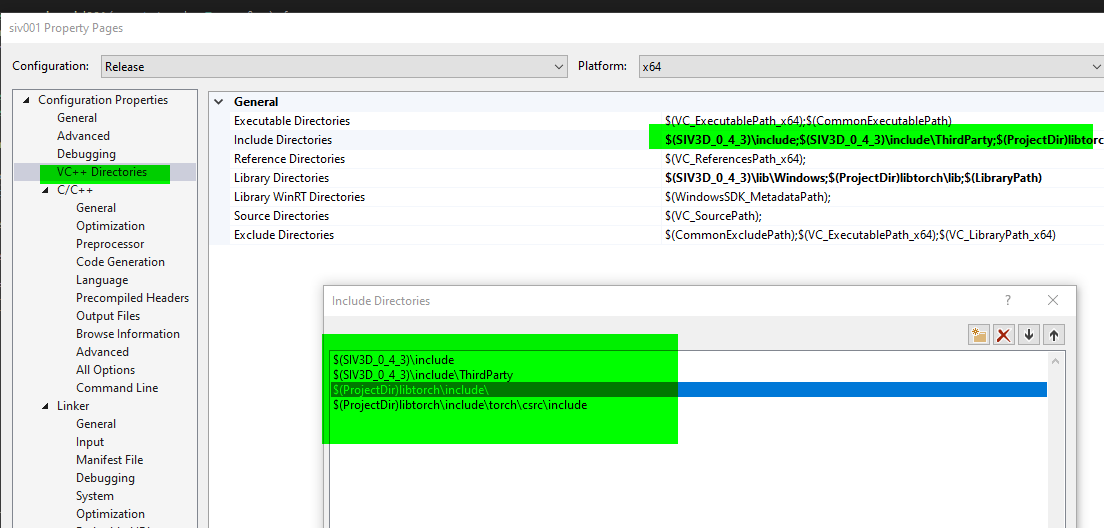 siv001 Property Pages
Configuration: Release Platform: x64
Configuration Properties
General
Advanced
Debugging
VC++ Directories
C/C++
General
Optimization
Preprocessor
Code Generation
Language
Precompiled Headers
Output Files
Browse Information
Advanced
All Options
Command Line
Linker
General
Input
Manifest File
Debugging
System
Optimization
General
Executable Directories $(VC_ExecutablePath_x64);$(CommonExecutablePath)
Include Directories $(SIV3D_0_4_3)\include;$(SIV3D_0_4_3)\include\ThirdParty;$(ProjectDir)libtorc
Reference Directories $(VC_ReferencesPath_x64);
Library Directories $(SIV3D_0_4_3)\lib\Windows;$(ProjectDir)libtorch\lib;$(LibraryPath)
Library WinRT Directories $(WindowsSDK_MetadataPath);
Source Directories $(VC_SourcePath);
Exclude Directories $(CommonExcludePath);$(VC_ExecutablePath_x64);$(VC_LibraryPath_x64)
Include Directories ?
$(SIV3D_0_4_3)\include
$(SIV3D_0_4_3)\include\ThirdParty
$(ProjectDir)libtorch\include\
$(ProjectDir)libtorch\include\torch\csrc\include